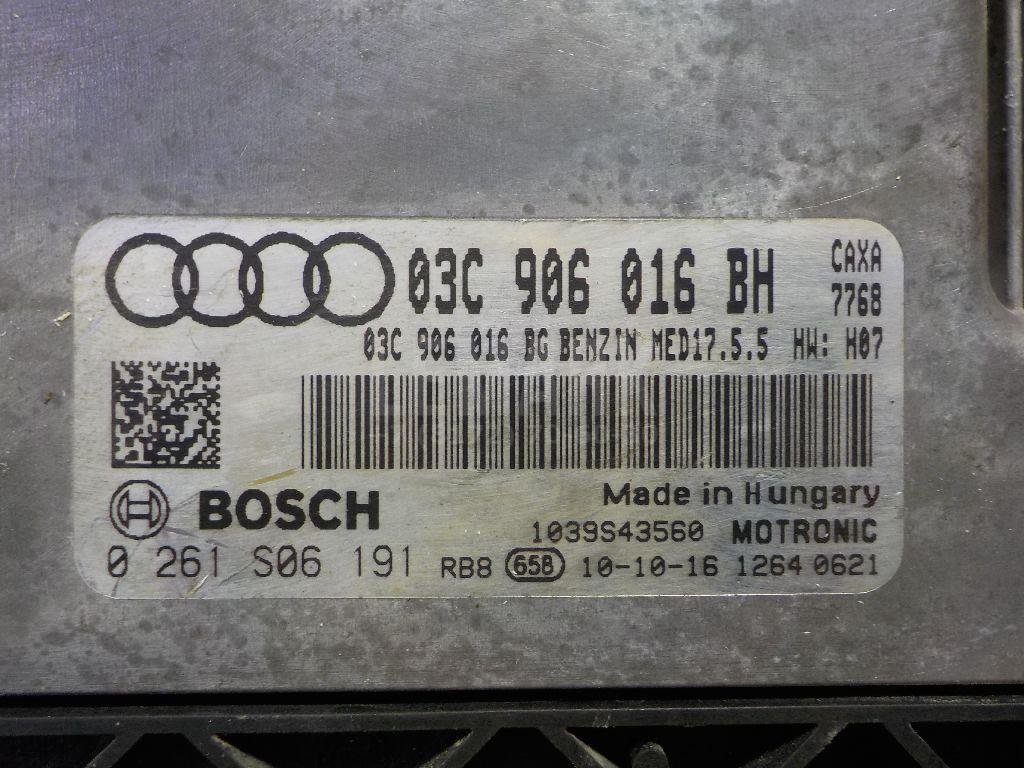 03C 906 016 BH CAXA
7768
03C 906 016 BG BENZIN MED17.5.5 HW: H07
BOSCH
Made in Hungary
1039S43560 MOTRONIC
0 261 S06 191 RB8 65B 10-10-16 1264 0621